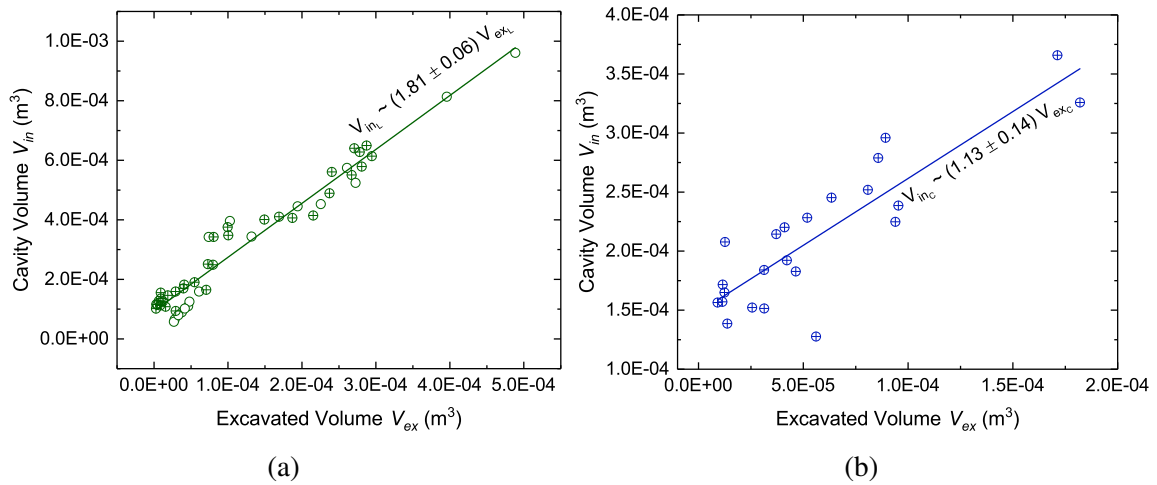 1.0E-03
8.0E-04
6.0E-04
4.0E-04
2.0E-04
0.0E+00
Cavity Volume V_in (m³)
V_in_L ~ (1.81 ± 0.06) V_ex_L
0.0E+00 1.0E-04 2.0E-04 3.0E-04 4.0E-04 5.0E-04
Excavated Volume V_ex (m³)
(a)
4.0E-04
3.5E-04
3.0E-04
2.5E-04
2.0E-04
1.5E-04
1.0E-04
Cavity Volume V_in (m³)
V_in_C ~ (1.13 ± 0.14) V_ex_C
0.0E+00 5.0E-05 1.0E-04 1.5E-04 2.0E-04
Excavated Volume V_ex (m³)
(b)